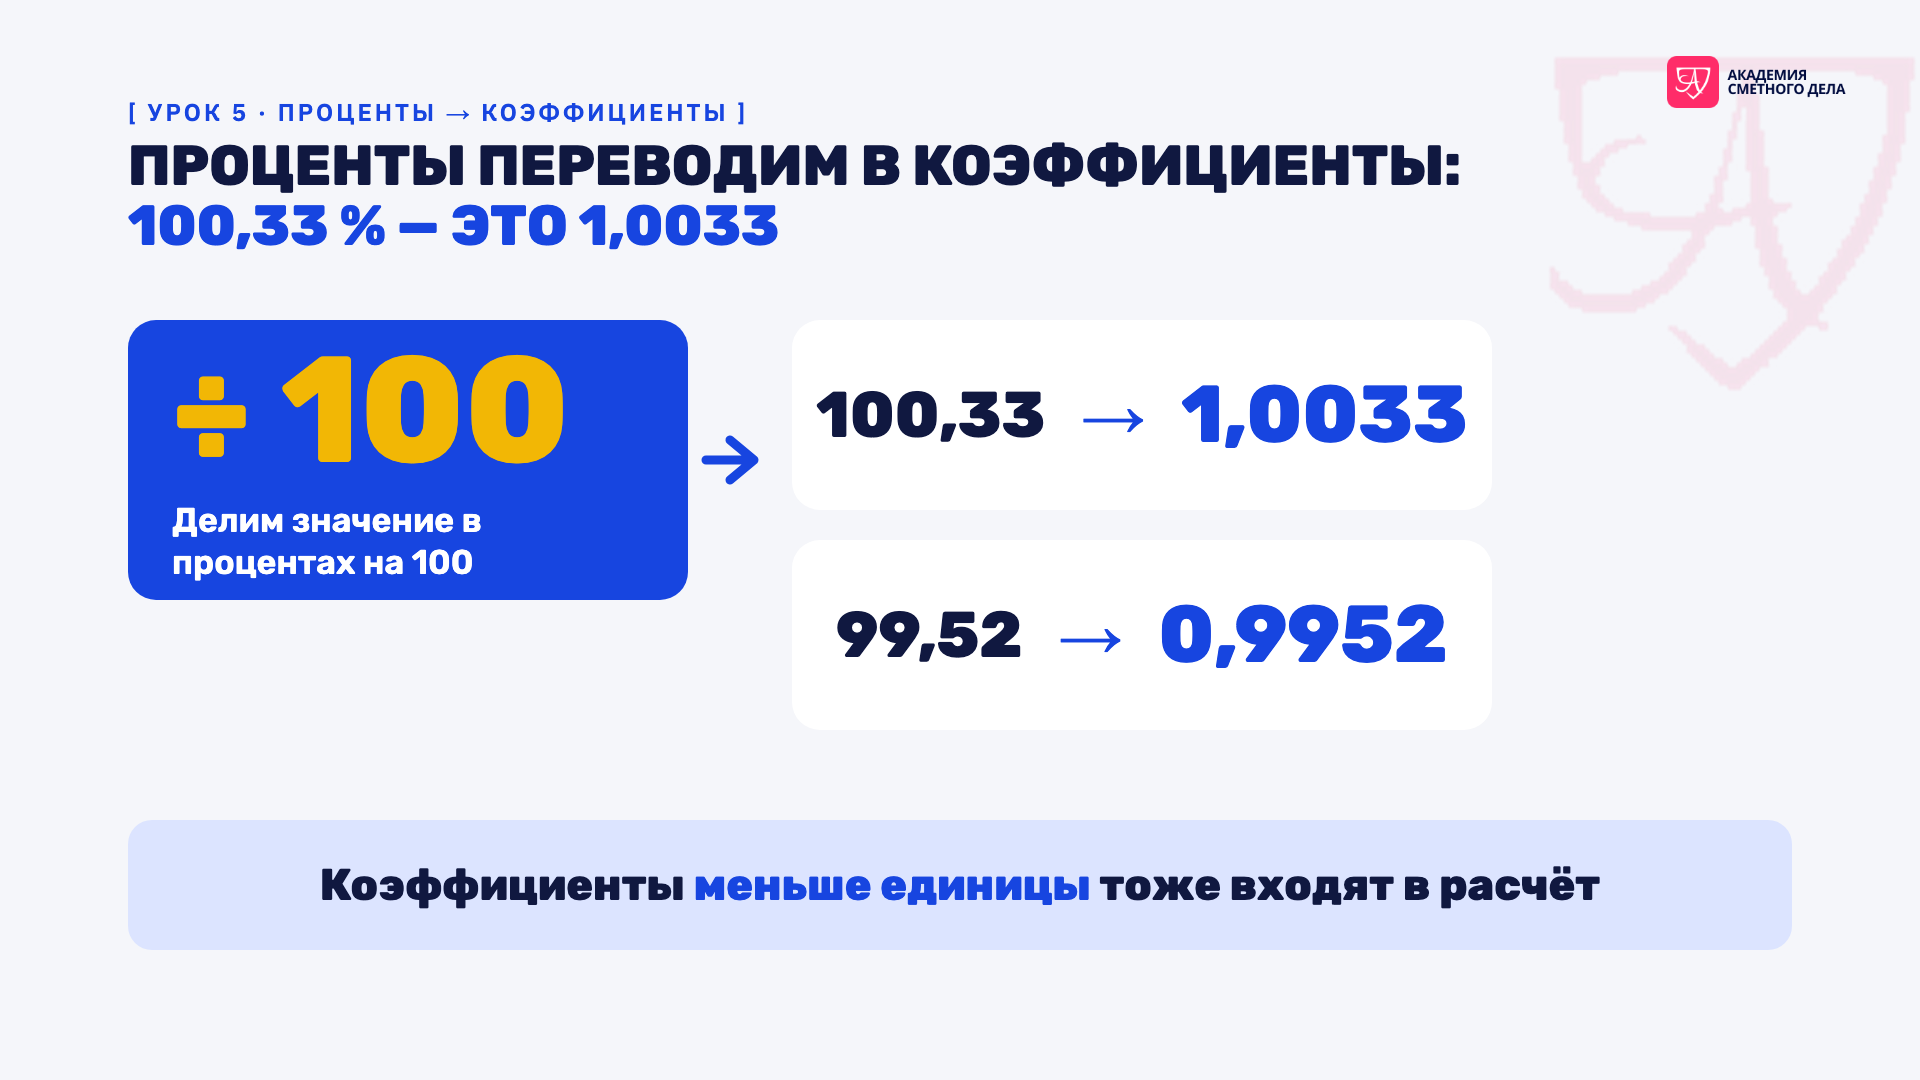 АКАДЕМИЯ
СМЕТНОГО ДЕЛА
[ УРОК 5 · ПРОЦЕНТЫ → КОЭФФИЦИЕНТЫ ]
ПРОЦЕНТЫ ПЕРЕВОДИМ В КОЭФФИЦИЕНТЫ:
100,33 % — ЭТО 1,0033
÷ 100
Делим значение в
процентах на 100
100,33 → 1,0033
99,52 → 0,9952
Коэффициенты меньше единицы тоже входят в расчёт